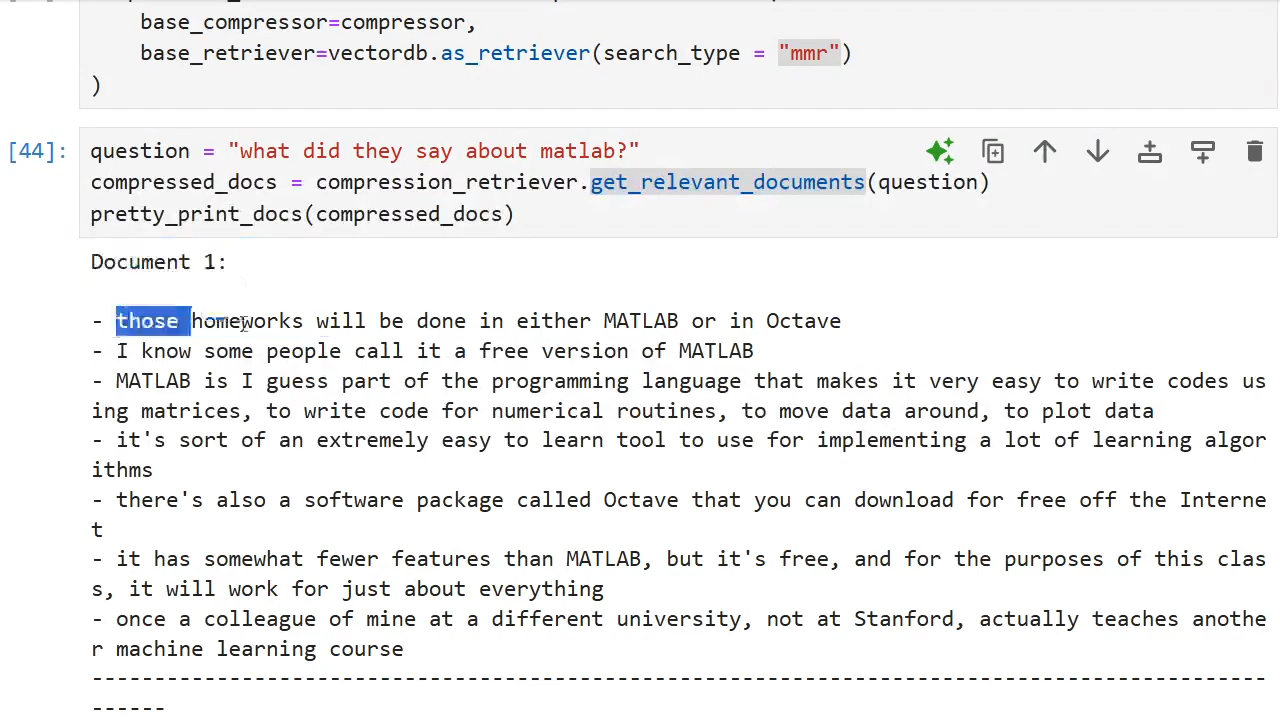 base_compressor=compressor,
base_retriever=vectordb.as_retriever(search_type = "mmr")
)
[44]:
question = "what did they say about matlab?"
compressed_docs = compression_retriever.get_relevant_documents(question)
pretty_print_docs(compressed_docs)
Document 1:
- those homeworks will be done in either MATLAB or in Octave
- I know some people call it a free version of MATLAB
- MATLAB is I guess part of the programming language that makes it very easy to write codes us
ing matrices, to write code for numerical routines, to move data around, to plot data
- it's sort of an extremely easy to learn tool to use for implementing a lot of learning algor
ithms
- there's also a software package called Octave that you can download for free off the Interne
t
- it has somewhat fewer features than MATLAB, but it's free, and for the purposes of this clas
s, it will work for just about everything
- once a colleague of mine at a different university, not at Stanford, actually teaches anothe
r machine learning course
--------------------------------------------------------------------------------------------
------